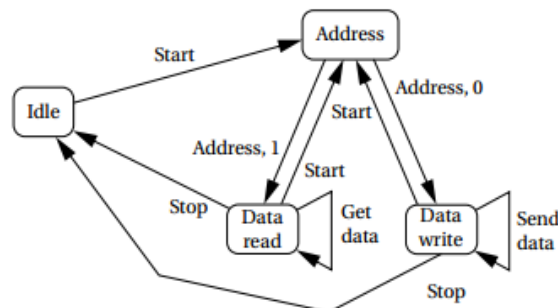 Address
Start
Idle
Address, 0
Start
Address, 1
Start
Stop
Data
read
Get
data
Data
write
Send
data
Stop